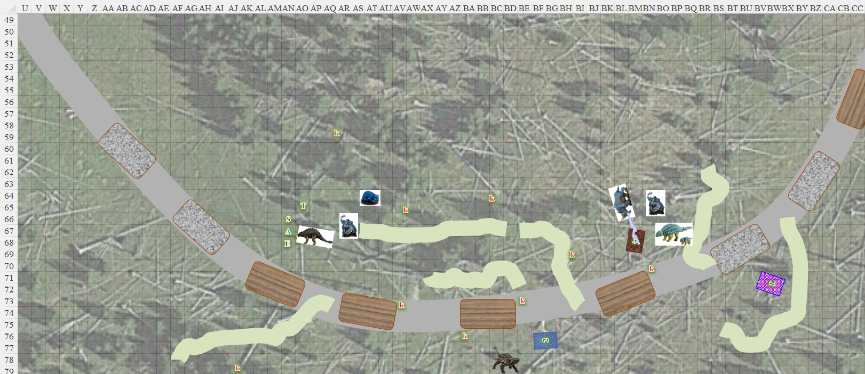 U V W X Y Z AA AB AC AD AE AF AG AH AI AJ AK AL AM AN AO AP AQ AR AS AT AU AV AW AX AY AZ BA BB BC BD BE BF BG BH BI BJ BK BL BM BN BO BP BQ BR BS BT BU BV BW BX BY BZ CA CB CC
49
50
51
52
53
54
55
56
57
58
59 k
60
61
62
63
64
65 T k k
66 S
67 A
68 E
69 k
70 k
71
72
73 k k
74
75
76 k
77
78
79 k